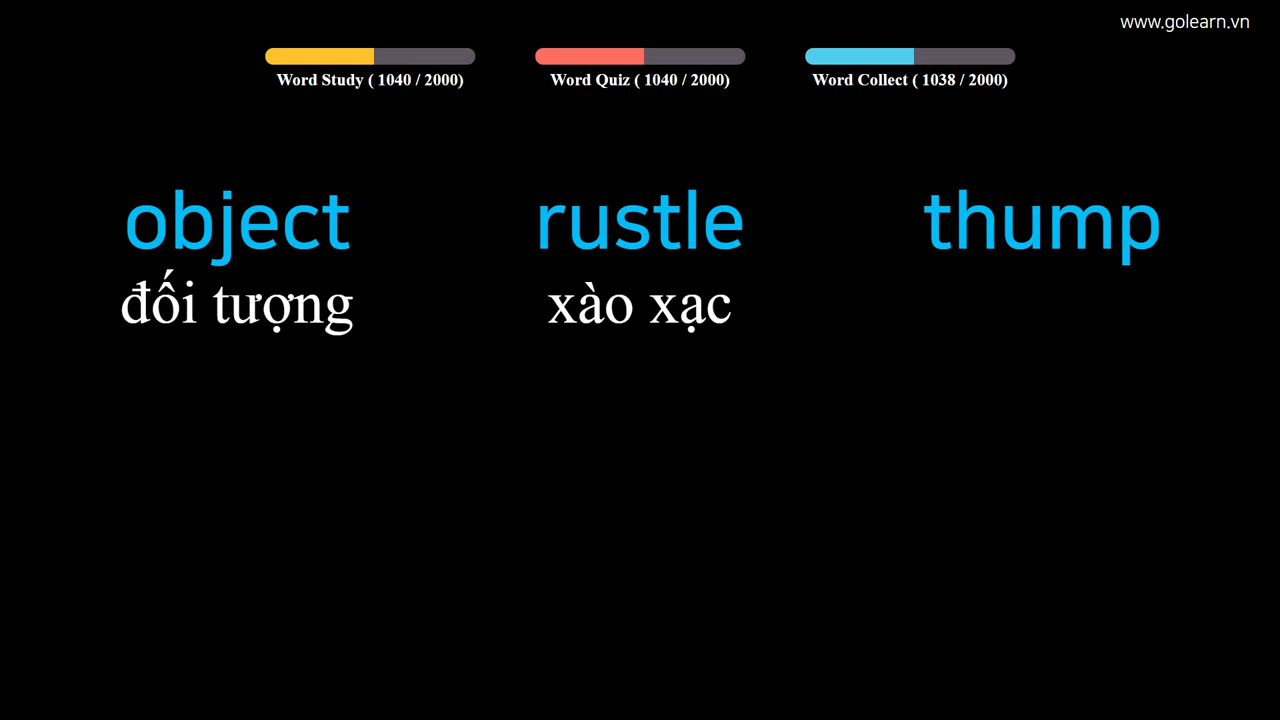 www.golearn.vn
Word Study ( 1040 / 2000)
Word Quiz ( 1040 / 2000)
Word Collect ( 1038 / 2000)
object
rustle
thump
đối tượng
xào xạc